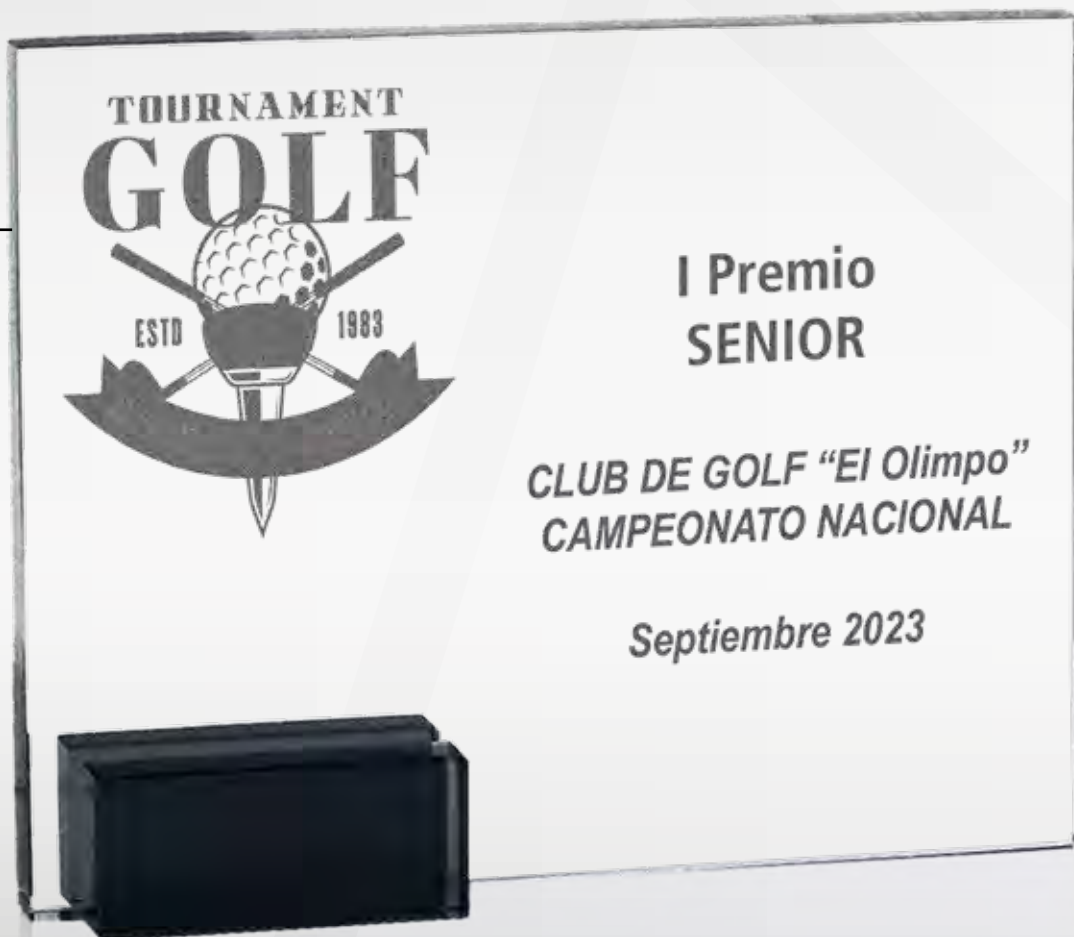 TOURNAMENT
GOLF
ESTD 1983
I Premio
SENIOR
CLUB DE GOLF “El Olimpo”
CAMPEONATO NACIONAL
Septiembre 2023